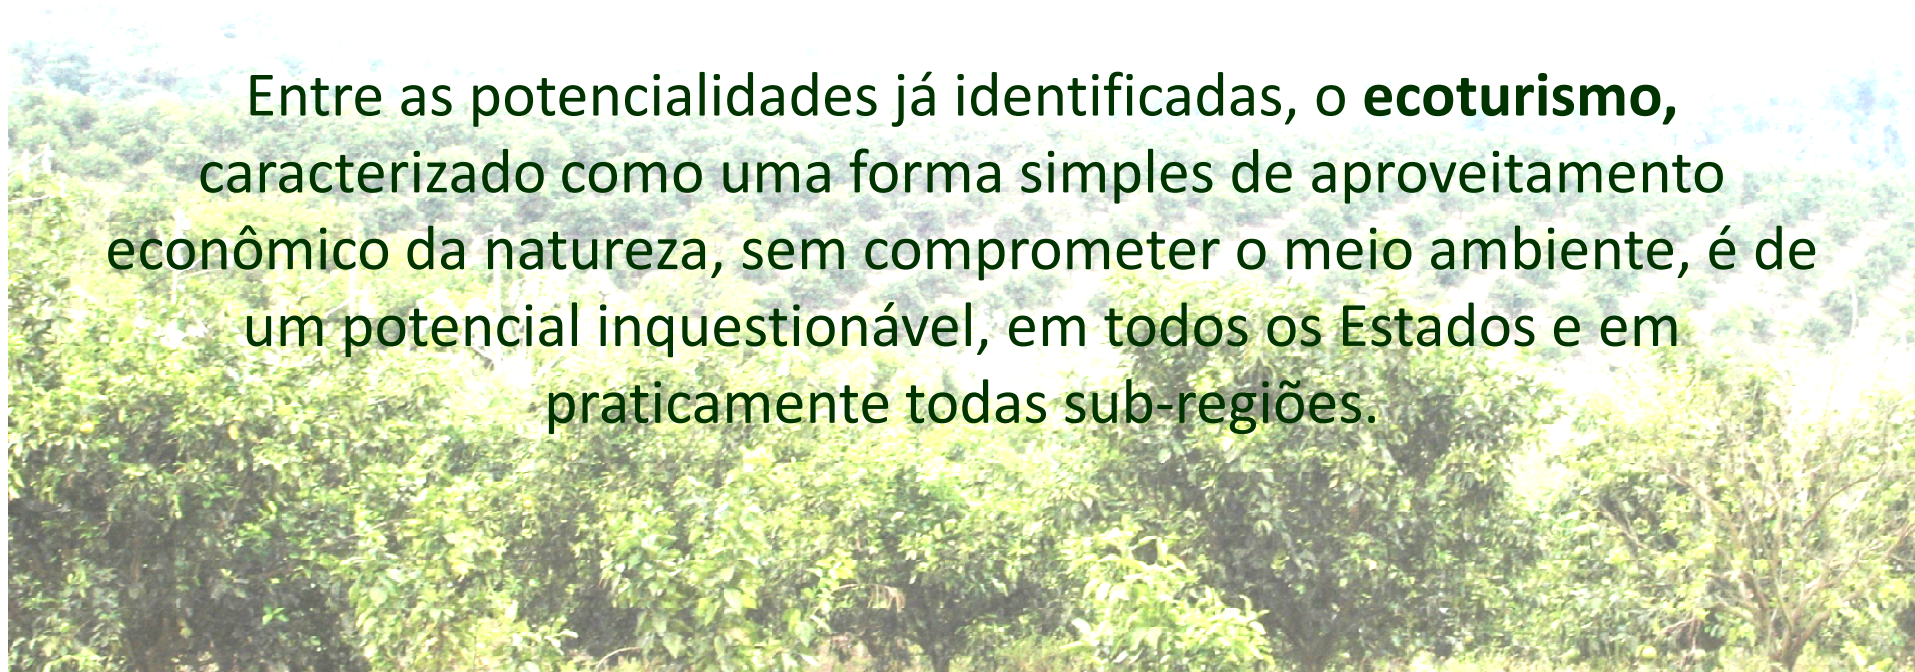 Entre as potencialidades já identificadas, o ecoturismo,
caracterizado como uma forma simples de aproveitamento
econômico da natureza, sem comprometer o meio ambiente, é de
um potencial inquestionável, em todos os Estados e em
praticamente todas sub-regiões.